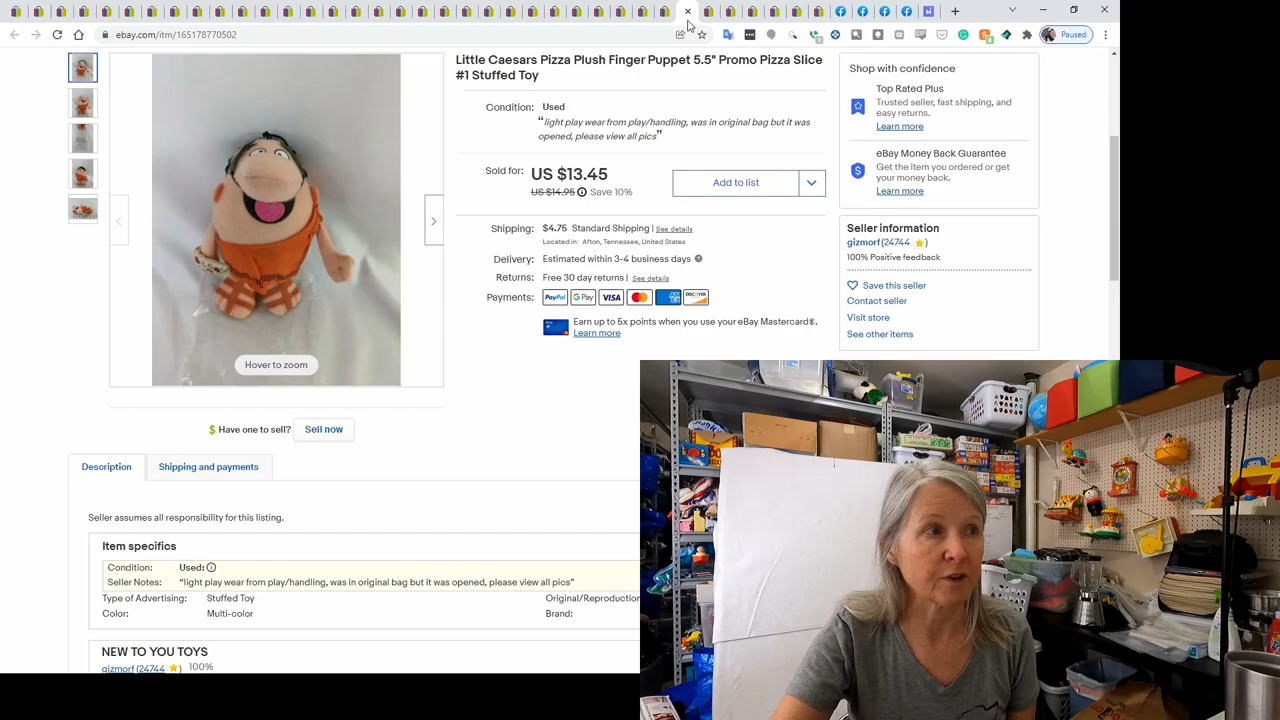 ebay.com/itm/165178770502
Paused
Little Caesars Pizza Plush Finger Puppet 5.5" Promo Pizza Slice
#1 Stuffed Toy
Condition: Used
“light play wear from play/handling, was in original bag but it was
opened, please view all pics”
Sold for: US $13.45
US $14.95 Save 10%
Add to list
Shipping: $4.75 Standard Shipping | See details
Located in: Afton, Tennessee, United States
Delivery: Estimated within 3-4 business days
Returns: Free 30 day returns | See details
Payments: PayPal G Pay VISA DISCOVER
Earn up to 5x points when you use your eBay Mastercard®.
Learn more
Shop with confidence
Top Rated Plus
Trusted seller, fast shipping, and
easy returns.
Learn more
eBay Money Back Guarantee
Get the item you ordered or get
your money back.
Learn more
Seller information
gizmorf (24744)
100% Positive feedback
Save this seller
Contact seller
Visit store
See other items
Hover to zoom
Have one to sell? Sell now
Description
Shipping and payments
Seller assumes all responsibility for this listing.
Item specifics
Condition: Used:
Seller Notes: “light play wear from play/handling, was in original bag but it was opened, please view all pics”
Type of Advertising: Stuffed Toy
Original/Reproduction
Color: Multi-color
Brand:
NEW TO YOU TOYS
gizmorf (24744) 100%